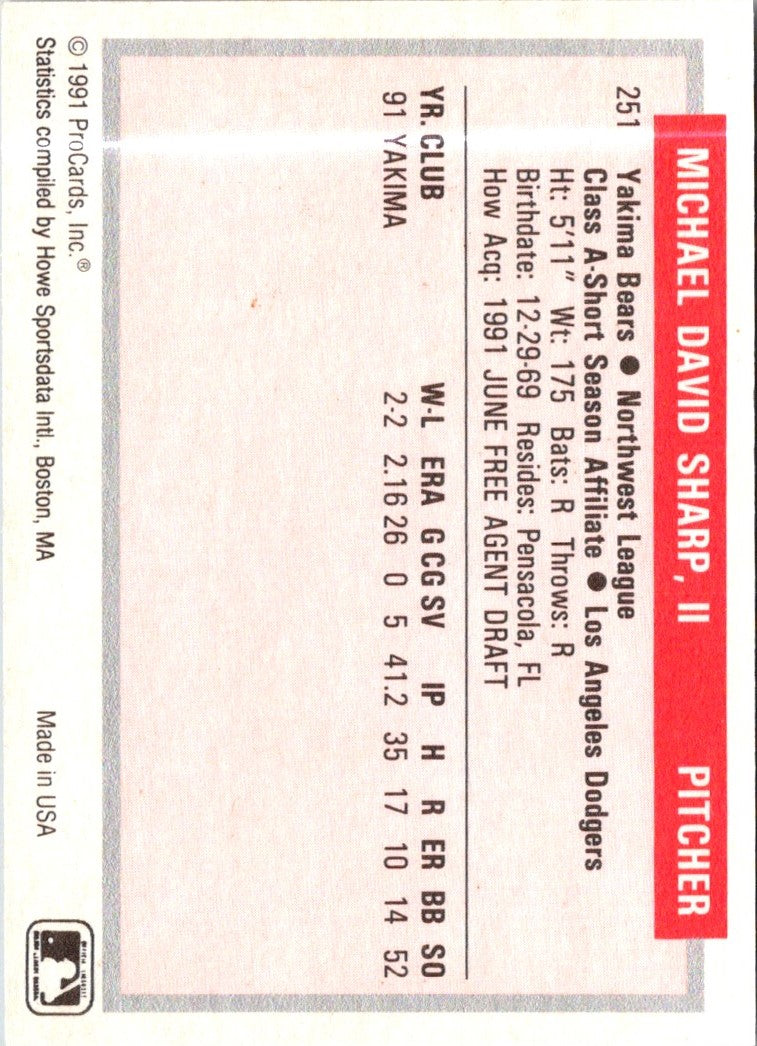 MICHAEL DAVID SHARP, II PITCHER
251 Yakima Bears ● Northwest League
Class A-Short Season Affiliate ● Los Angeles Dodgers
Ht: 5'11" Wt: 175 Bats: R Throws: R
Birthdate: 12-29-69 Resides: Pensacola, FL
How Acq: 1991 JUNE FREE AGENT DRAFT
YR. CLUB W-L ERA G CG SV IP H R ER BB SO
91 YAKIMA 2-2 2.16 26 0 5 41.2 35 17 10 14 52
© 1991 ProCards, Inc.®
Statistics compiled by Howe Sportsdata Intl., Boston, MA Made in USA